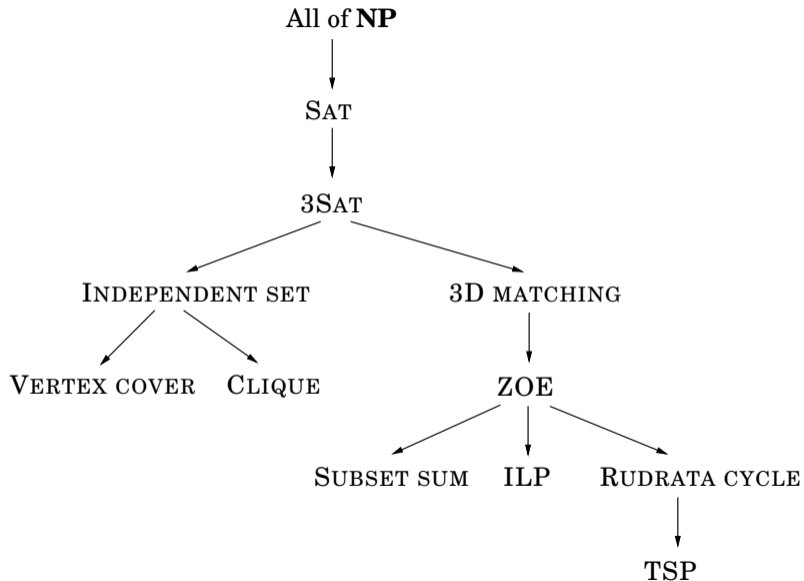 All of NP
SAT
3SAT
INDEPENDENT SET
3D MATCHING
VERTEX COVER
CLIQUE
ZOE
SUBSET SUM
ILP
RUDRATA CYCLE
TSP